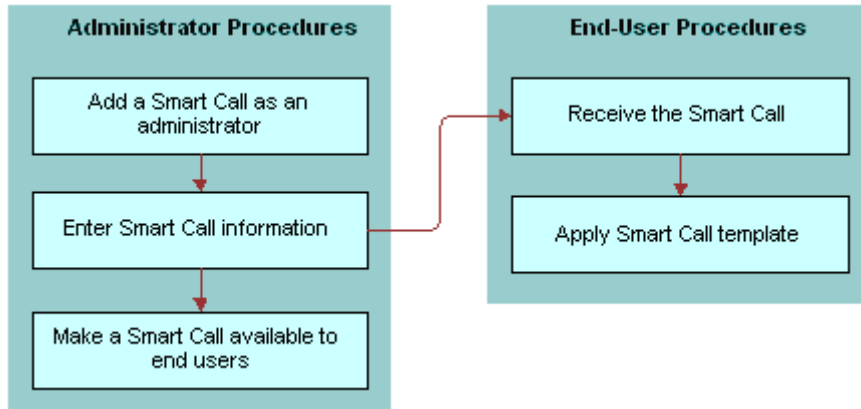 Administrator Procedures
Add a Smart Call as an
administrator
Enter Smart Call information
Make a Smart Call available to
end users
End-User Procedures
Receive the Smart Call
Apply Smart Call template